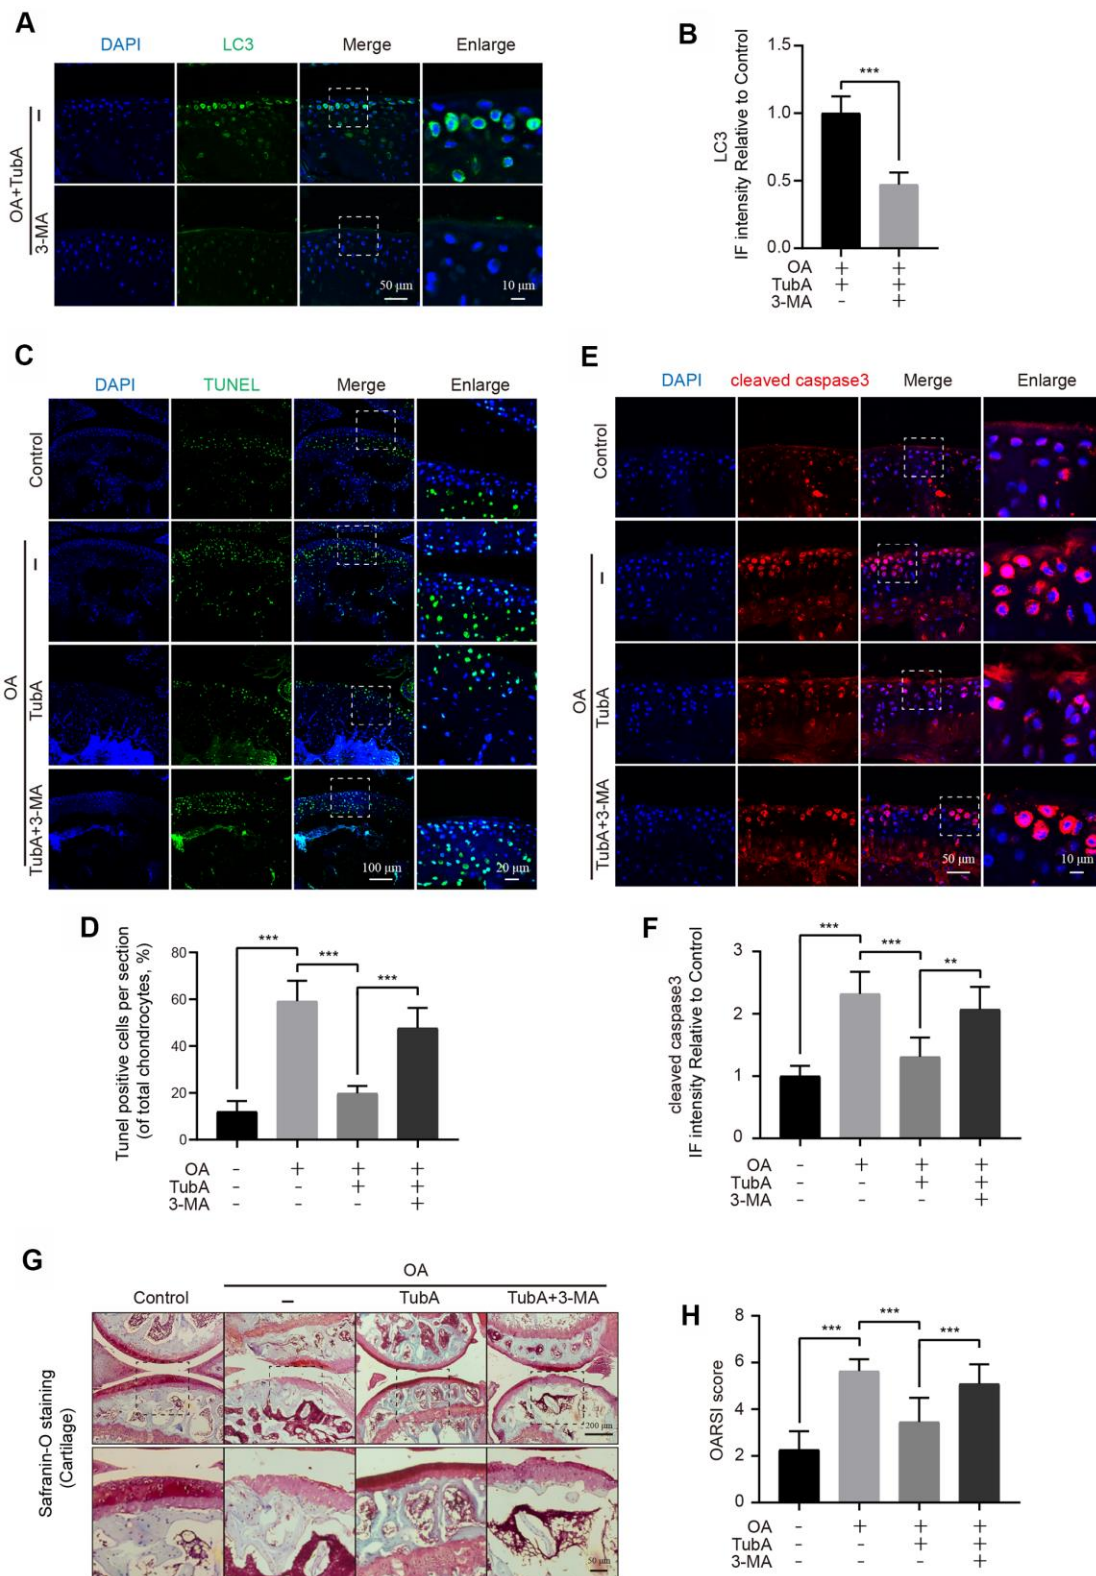 A
DAPI LC3 Merge Enlarge
OA+TubA
–
3-MA
50 μm 10 μm
B
LC3
IF intensity Relative to Control
1.5
1.0
0.5
0.0
***
OA + +
TubA + +
3-MA - +
C
DAPI TUNEL Merge Enlarge
Control
OA
–
TubA
TubA+3-MA
100 μm 20 μm
E
DAPI cleaved caspase3 Merge Enlarge
Control
OA
–
TubA
TubA+3-MA
50 μm 10 μm
D
Tunel positive cells per section
(of total chondrocytes, %)
80
60
40
20
0
*** *** ***
OA - + + +
TubA - - + +
3-MA - - - +
F
cleaved caspase3
IF intensity Relative to Control
3
2
1
0
*** *** **
OA - + + +
TubA - - + +
3-MA - - - +
G
OA
Control – TubA TubA+3-MA
Safranin-O staining
(Cartilage)
200 μm
50 μm
H
OARSI score
8
6
4
2
0
*** *** ***
OA - + + +
TubA - - + +
3-MA - - - +